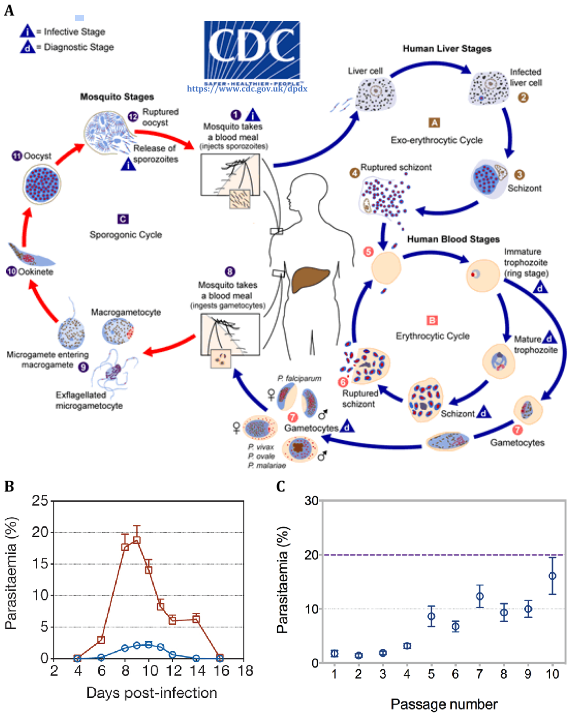 A
i = Infective Stage
d = Diagnostic Stage
CDC
SAFER•HEALTHIER•PEOPLE™
https://www.cdc.gov.uk/dpdx
Human Liver Stages
Liver cell
Infected
liver cell
2
A
Exo-erythrocytic Cycle
3
Schizont
4
Ruptured schizont
Mosquito Stages
12
Ruptured
oocyst
Release of
sporozoites
i
1
i
Mosquito takes
a blood meal
(injects sporozoites)
11
Oocyst
C
Sporogonic Cycle
10
Ookinete
8
Mosquito takes
a blood meal
(ingests gametocytes)
Macrogametocyte
Microgamete entering
macrogamete
9
Exflagellated
microgametocyte
Human Blood Stages
5
Immature
trophozoite
(ring stage)
d
B
Erythrocytic Cycle
Mature
trophozoite
d
6
Ruptured
schizont
Schizont
d
7
Gametocytes
P. falciparum
♀
♂
7
Gametocytes
d
♀
♂
P. vivax
P. ovale
P. malariae
B
Parasitaemia (%)
25
20
15
10
5
0
2 4 6 8 9 10 11 12 14 16 18
Days post-infection
C
Parasitaemia (%)
30
20
10
0
1 2 3 4 5 6 7 8 9 10
Passage number